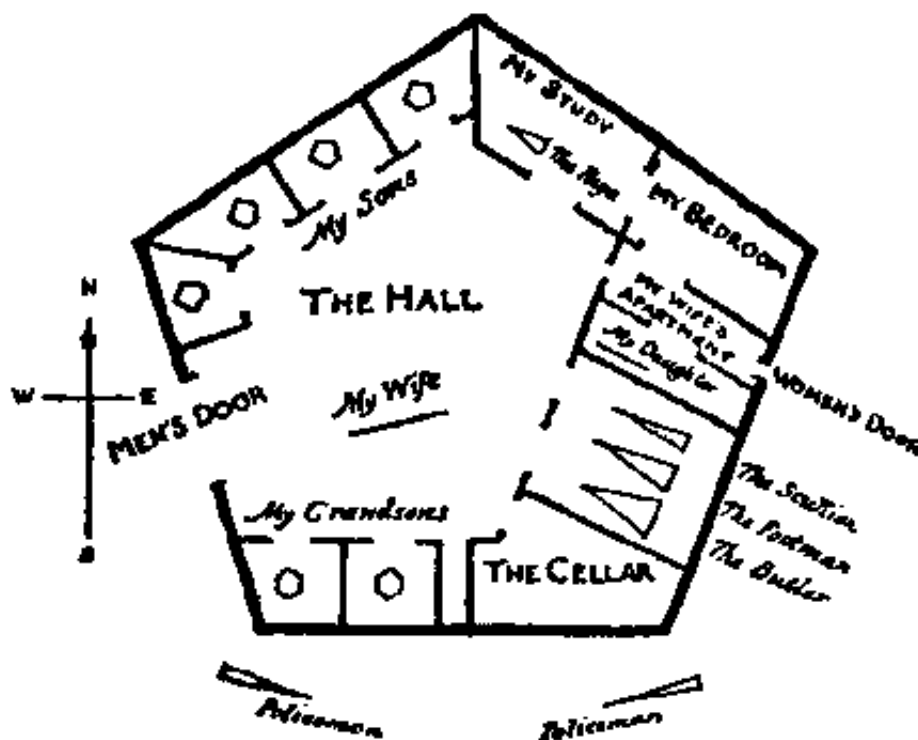 MY STUDY
The Page
MY BEDROOM
My Sons
N
THE HALL
MY WIFE'S
APARTMENT
My Daughter
W
E
S
MEN'S DOOR
My Wife
WOMEN'S DOOR
My Grandsons
The Scullion
The Footman
The Butler
THE CELLAR
Policeman
Policeman